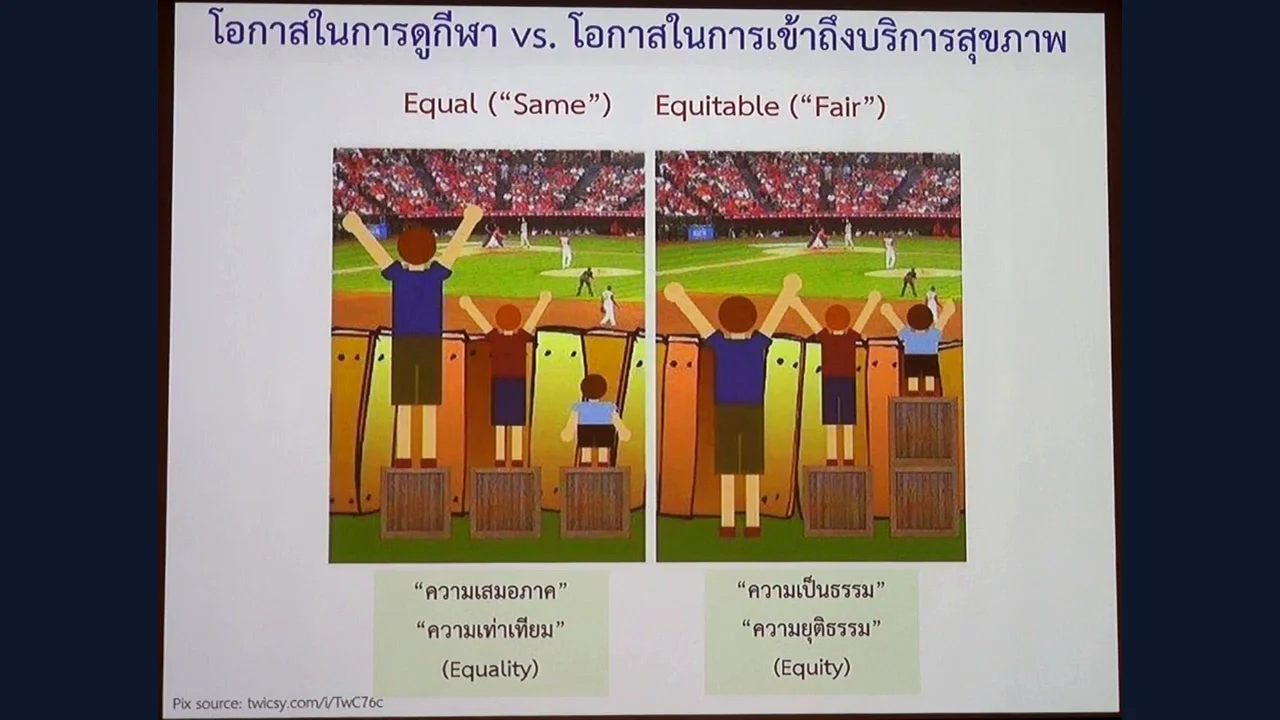 โอกาสในการดูกีฬา vs. โอกาสในการเข้าถึงบริการสุขภาพ
Equal (“Same”) Equitable (“Fair”)
“ความเสมอภาค”
“ความเท่าเทียม”
(Equality)
“ความเป็นธรรม”
“ความยุติธรรม”
(Equity)
Pix source: twicsy.com/i/TwC76c